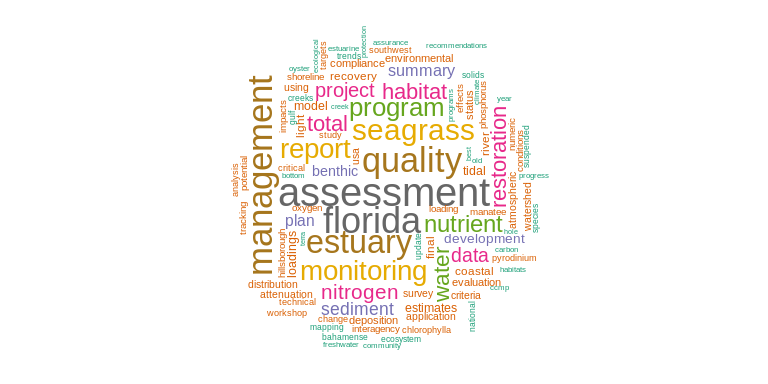 protection
assurance
estuarine
recommendations
southwest
trends
environmental
compliance
targets
ecological
oyster
shoreline
recovery
summary
solids
using
project
habitat
creeks
model
creek
program
programs
effects
status
climate
phosphorus
year
gulf
impacts
light
total
seagrass
study
river
numeric
conditions
suspended
management
report
usa
quality
best
old
restoration
critical
benthic
tidal
bottom
analysis
potential
assessment
atmospheric
watershed
progress
species
oxygen
loading
manatee
tracking
plan
florida
nutrient
hole
hillsborough
loadings
terra
estuary
update
final
development
carbon
monitoring
water
data
pyrodinium
coastal
habitats
distribution
evaluation
attenuation
nitrogen
survey
criteria
ccmp
technical
sediment
estimates
workshop
application
national
change
deposition
mapping
interagency
chlorophylla
bahamense
ecosystem
freshwater
community